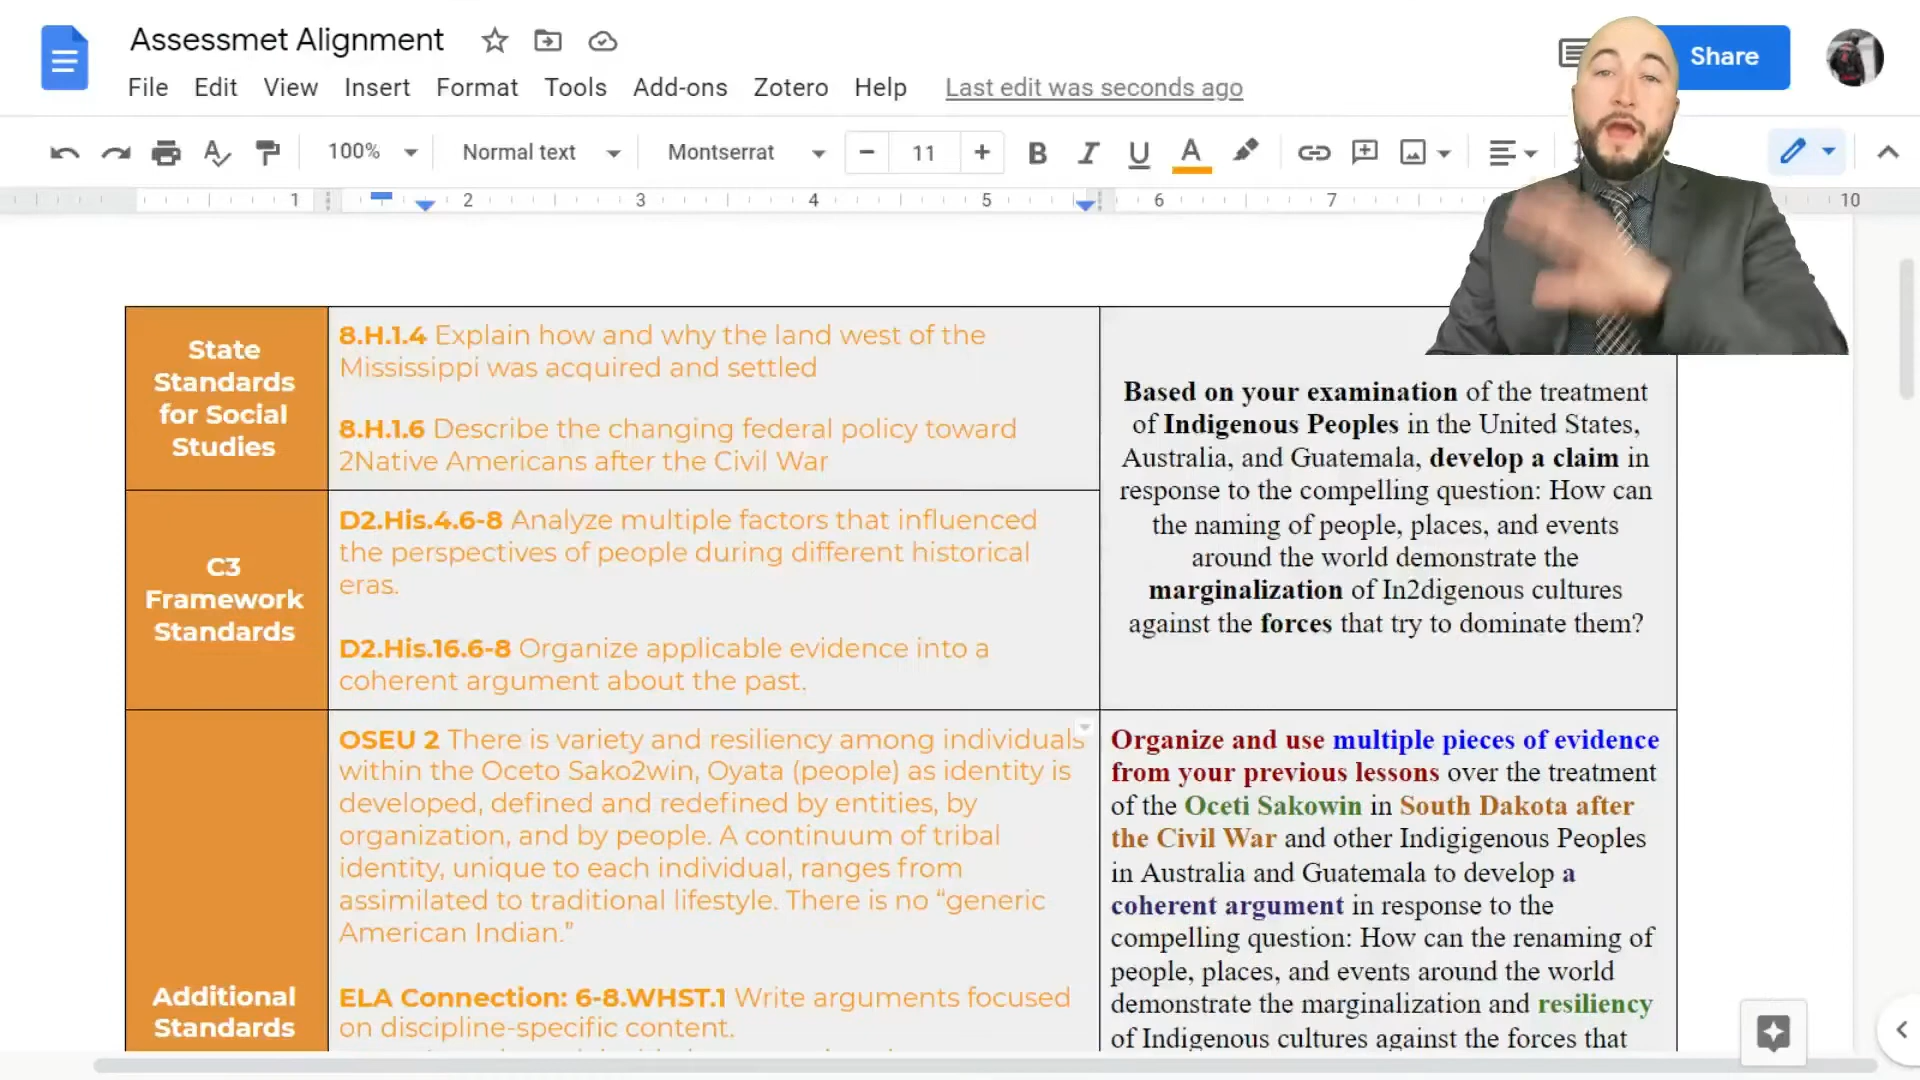 Assessmet Alignment
Share
File Edit View Insert Format Tools Add-ons Zotero Help Last edit was seconds ago
100% Normal text Montserrat 11 B I U A
1 2 3 4 5 6 7 10
State
Standards
for Social
Studies
8.H.1.4 Explain how and why the land west of the
Mississippi was acquired and settled
8.H.1.6 Describe the changing federal policy toward
2Native Americans after the Civil War
C3
Framework
Standards
D2.His.4.6-8 Analyze multiple factors that influenced
the perspectives of people during different historical
eras.
D2.His.16.6-8 Organize applicable evidence into a
coherent argument about the past.
Based on your examination of the treatment
of Indigenous Peoples in the United States,
Australia, and Guatemala, develop a claim in
response to the compelling question: How can
the naming of people, places, and events
around the world demonstrate the
marginalization of In2digenous cultures
against the forces that try to dominate them?
Additional
Standards
OSEU 2 There is variety and resiliency among individuals
within the Oceto Sako2win, Oyata (people) as identity is
developed, defined and redefined by entities, by
organization, and by people. A continuum of tribal
identity, unique to each individual, ranges from
assimilated to traditional lifestyle. There is no “generic
American Indian.”
ELA Connection: 6-8.WHST.1 Write arguments focused
on discipline-specific content.
Organize and use multiple pieces of evidence
from your previous lessons over the treatment
of the Oceti Sakowin in South Dakota after
the Civil War and other Indigigenous Peoples
in Australia and Guatemala to develop a
coherent argument in response to the
compelling question: How can the renaming of
people, places, and events around the world
demonstrate the marginalization and resiliency
of Indigenous cultures against the forces that